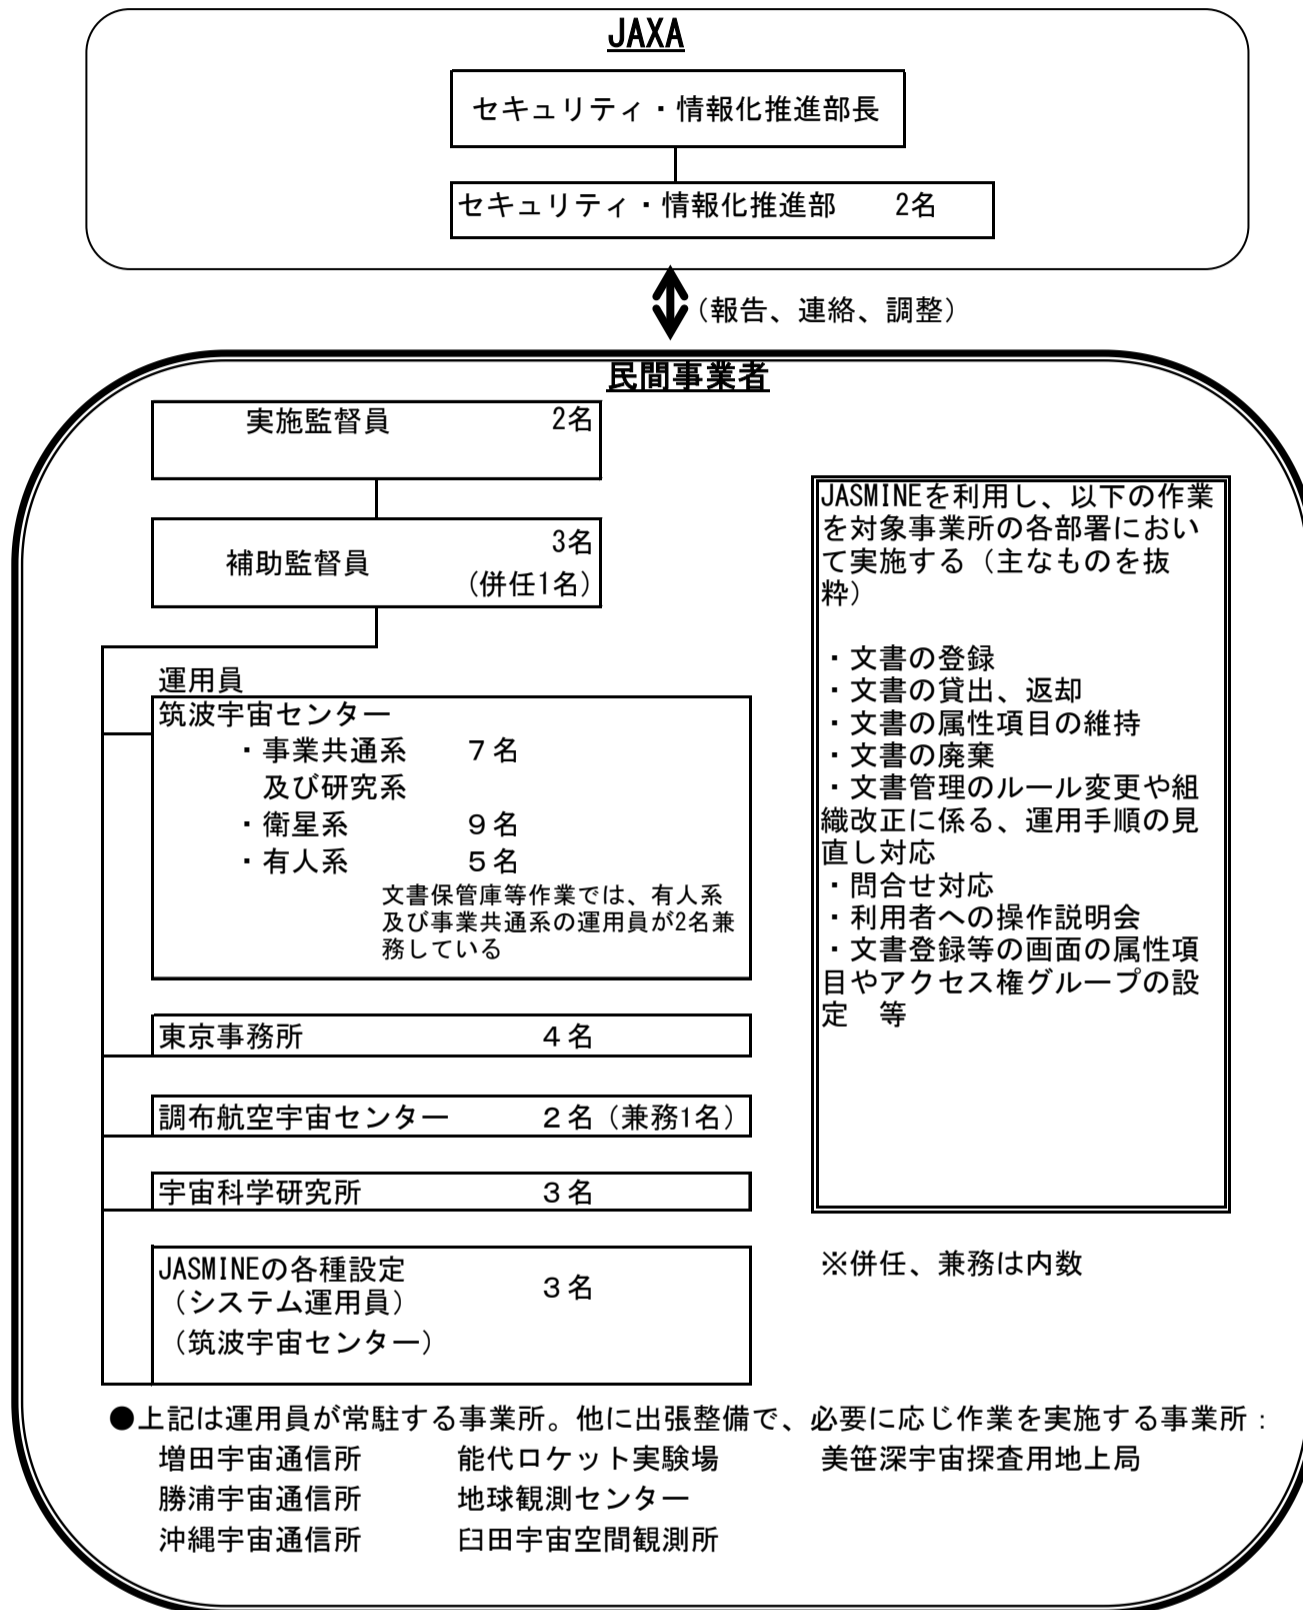 JAXA
セキュリティ・情報化推進部長
セキュリティ・情報化推進部　　2名
（報告、連絡、調整）
民間事業者
実施監督員　　2名
補助監督員　　3名
（併任1名）
運用員
筑波宇宙センター
・事業共通系　　７名
及び研究系
・衛星系　　９名
・有人系　　５名
文書保管庫等作業では、有人系
及び事業共通系の運用員が2名兼
務している
東京事務所　　４名
調布航空宇宙センター　　２名（兼務1名）
宇宙科学研究所　　３名
JASMINEの各種設定　　３名
（システム運用員）
（筑波宇宙センター）
JASMINEを利用し、以下の作業
を対象事業所の各部署におい
て実施する（主なものを抜
粋）
・文書の登録
・文書の貸出、返却
・文書の属性項目の維持
・文書の廃棄
・文書管理のルール変更や組
織改正に係る、運用手順の見
直し対応
・問合せ対応
・利用者への操作説明会
・文書登録等の画面の属性項
目やアクセス権グループの設
定　等
※併任、兼務は内数
●上記は運用員が常駐する事業所。他に出張整備で、必要に応じ作業を実施する事業所：
増田宇宙通信所　　能代ロケット実験場　　美笹深宇宙探査用地上局
勝浦宇宙通信所　　地球観測センター
沖縄宇宙通信所　　臼田宇宙空間観測所